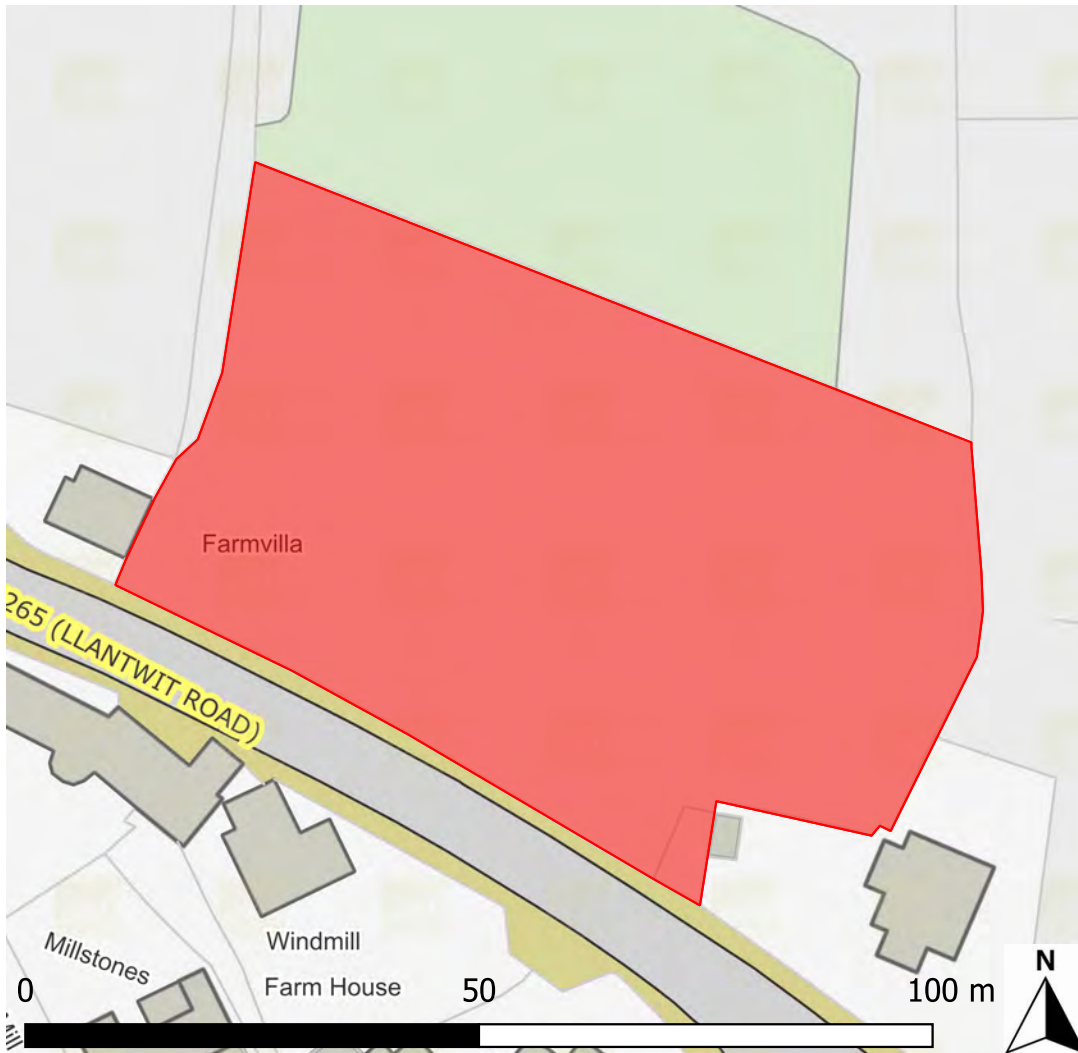 Farmvilla
265 (LLANTWIT ROAD)
Millstones
Windmill
Farm House
0 50 100 m
N